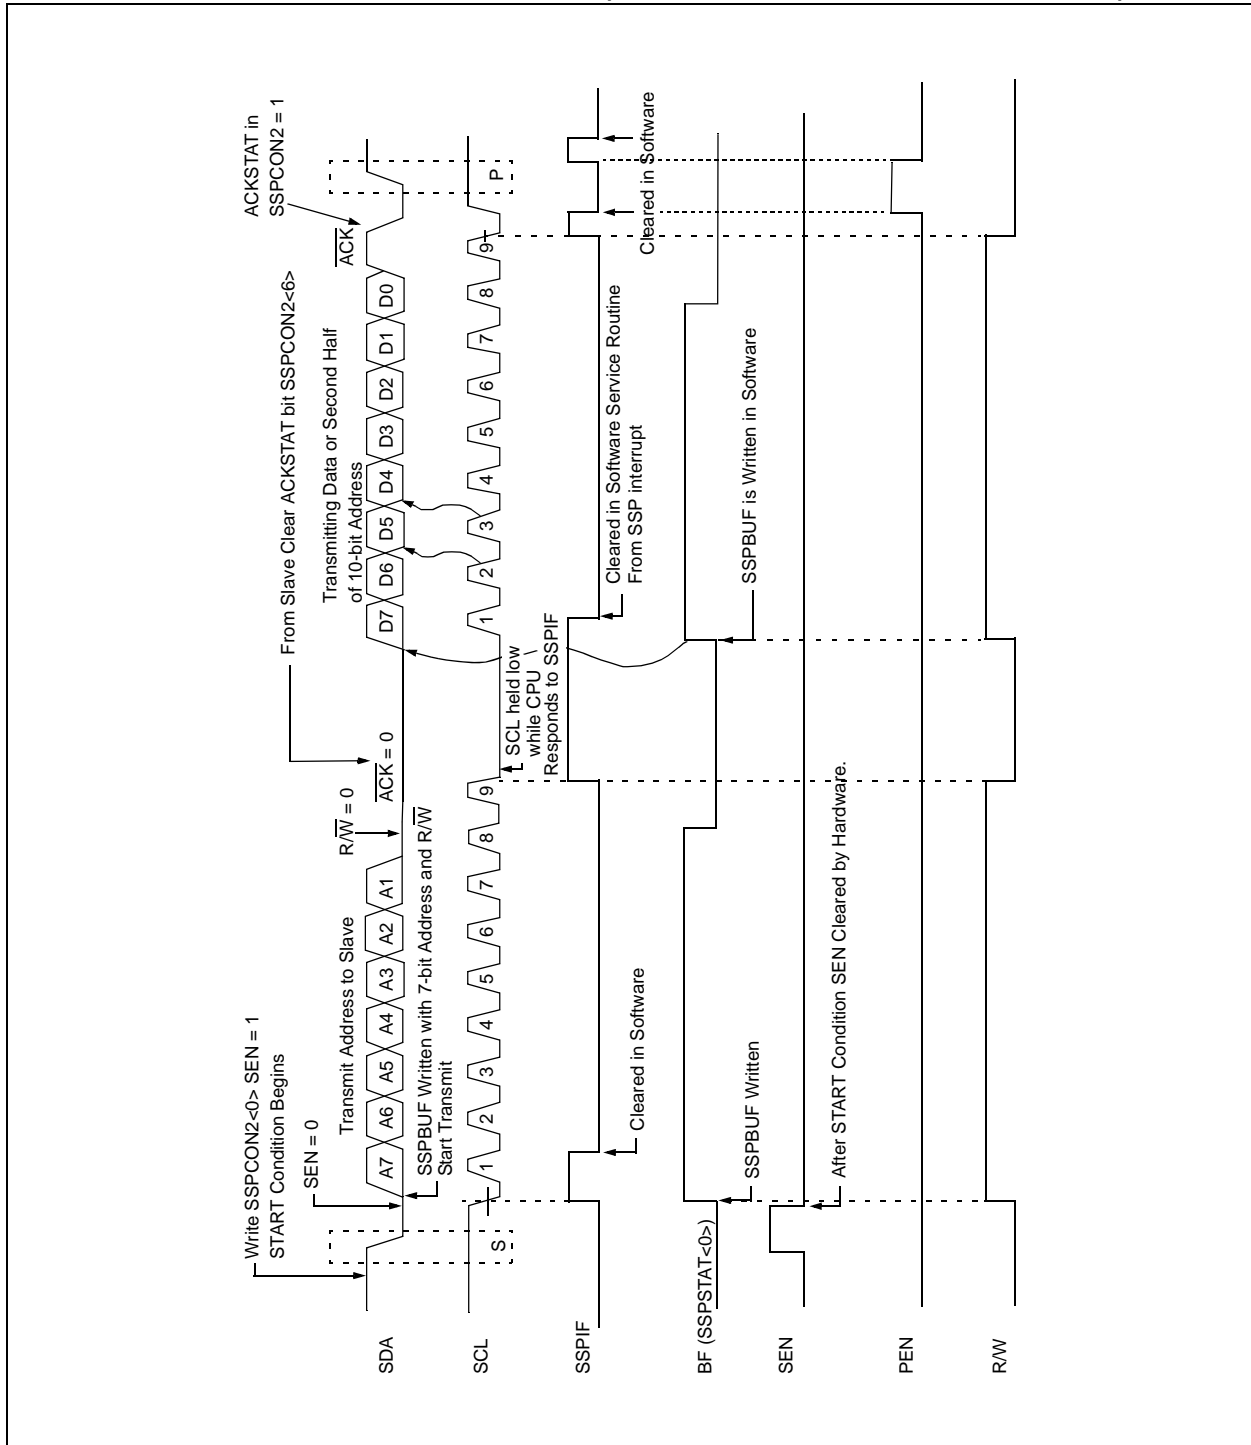 Write SSPCON2<0> SEN = 1
START Condition Begins
SEN = 0
Transmit Address to Slave
R/W = 0
From Slave Clear ACKSTAT bit SSPCON2<6>
ACK = 0
Transmitting Data or Second Half
of 10-bit Address
ACKSTAT in
SSPCON2 = 1
ACK
SDA
A7 A6 A5 A4 A3 A2 A1 D7 D6 D5 D4 D3 D2 D1 D0
SSPBUF Written with 7-bit Address and R/W
Start Transmit
SCL
S 1 2 3 4 5 6 7 8 9 1 2 3 4 5 6 7 8 9 P
SCL held low
while CPU
Responds to SSPIF
SSPIF
Cleared in Software
Cleared in Software Service Routine
From SSP interrupt
Cleared in Software
BF (SSPSTAT<0>)
SSPBUF Written
SSPBUF is Written in Software
SEN
After START Condition SEN Cleared by Hardware.
PEN
R/W